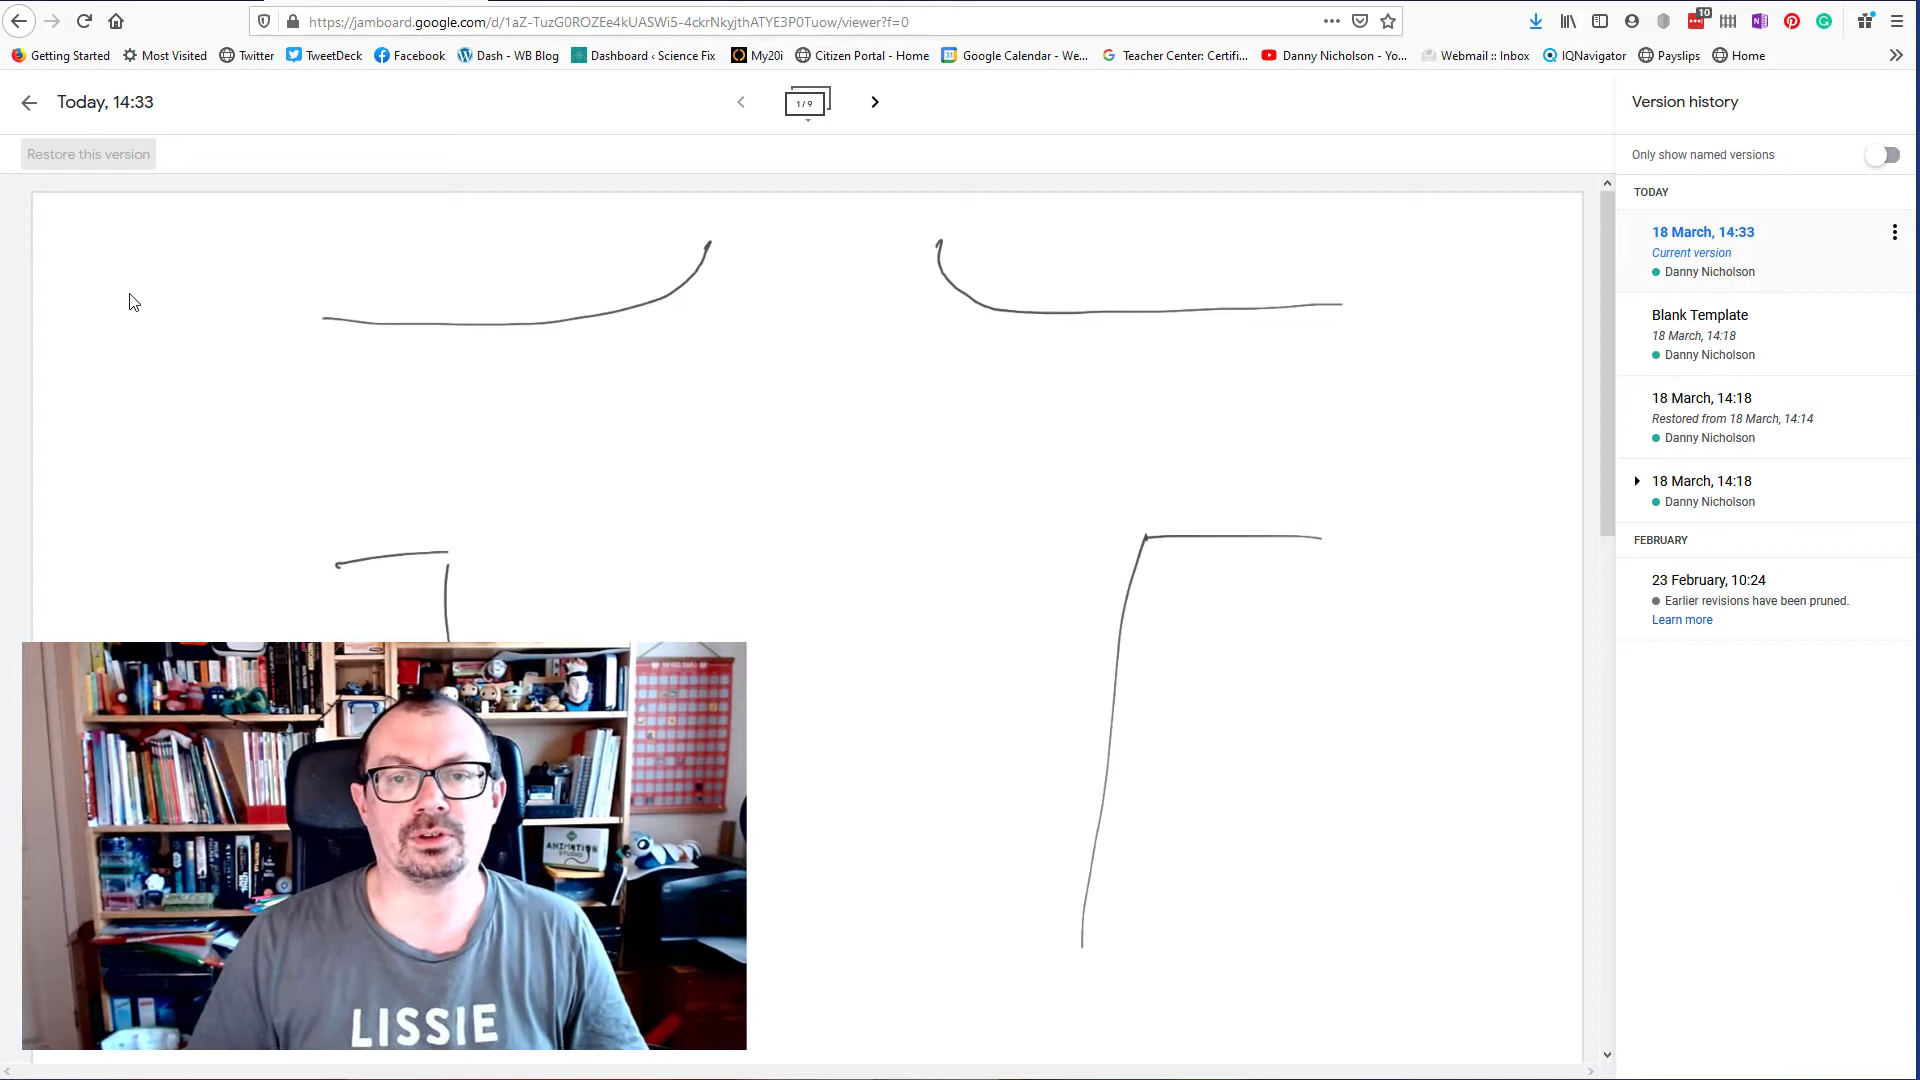 https://jamboard.google.com/d/1aZ-TuzG0ROZEe4kUASWi5-4ckrNkyjthATYE3P0Tuow/viewer?f=0
10
Getting Started Most Visited Twitter TweetDeck Facebook Dash - WB Blog Dashboard ‹ Science Fix My20i Citizen Portal - Home Google Calendar - We... Teacher Center: Certifi... Danny Nicholson - Yo... Webmail :: Inbox IQNavigator Payslips Home
Today, 14:33
1/9
Version history
Restore this version
Only show named versions
TODAY
18 March, 14:33
Current version
Danny Nicholson
Blank Template
18 March, 14:18
Danny Nicholson
18 March, 14:18
Restored from 18 March, 14:14
Danny Nicholson
18 March, 14:18
Danny Nicholson
FEBRUARY
23 February, 10:24
Earlier revisions have been pruned.
Learn more
ANIMATION
STUDIO
LISSIE